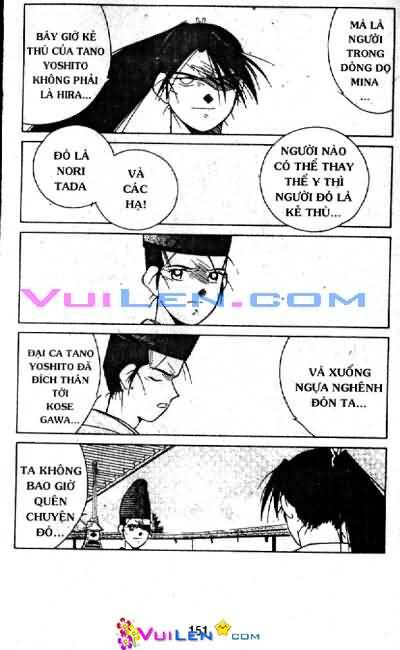 BÂY GIỜ KẺ
THÙ CỦA TANO
YOSHITO
KHÔNG PHẢI
LÀ HIRA...
MÀ LÀ
NGƯỜI
TRONG
DÒNG DỌ
MINA
...
ĐÓ LÀ
NORI
TADA
VÀ
CÁC
HẠ!
NGƯỜI NÀO
CÓ THỂ THAY
THẾ Y THÌ
NGƯỜI ĐÓ LÀ
KẺ THÙ...
VUILEN.COM
ĐẠI CA TANO
YOSHITO ĐÃ
ĐÍCH THÂN
TỚI
KOSE
GAWA...
VẢ XUỐNG
NGỰA NGHÊNH
ĐÓN TA...
TA KHÔNG
BAO GIỜ
QUÊN
CHUYỆN
ĐÓ...
151
VUILEN